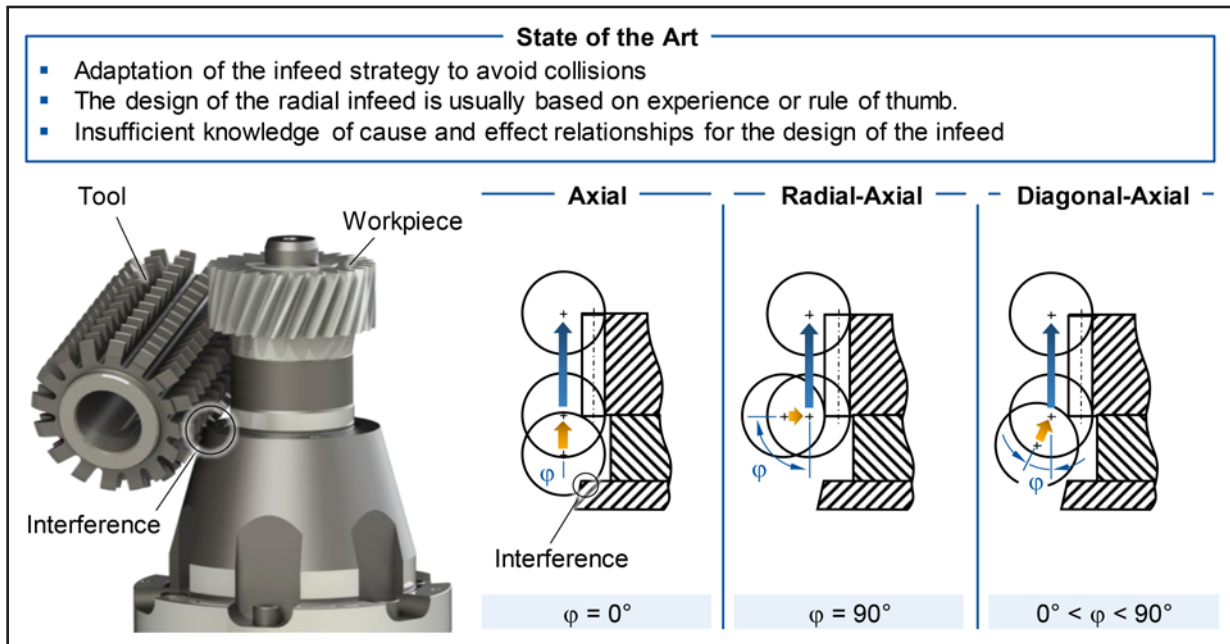 State of the Art
▪ Adaptation of the infeed strategy to avoid collisions
▪ The design of the radial infeed is usually based on experience or rule of thumb.
▪ Insufficient knowledge of cause and effect relationships for the design of the infeed
Tool
Workpiece
Interference
Axial
φ
Interference
φ = 0°
Radial-Axial
φ
φ = 90°
Diagonal-Axial
φ
0° < φ < 90°